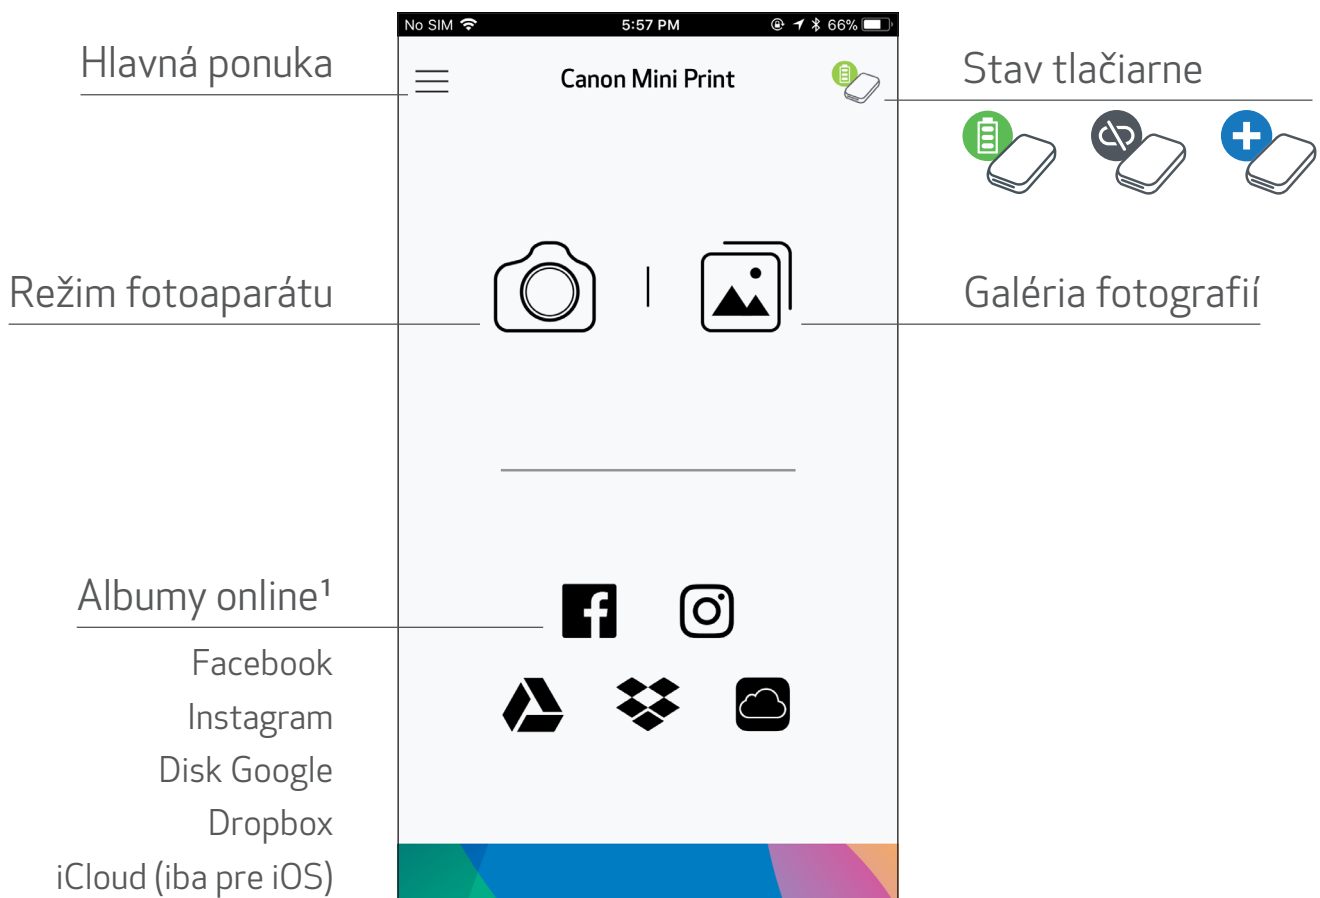 No SIM 5:57 PM 66%
Hlavná ponuka
Canon Mini Print
Stav tlačiarne
Režim fotoaparátu
Galéria fotografií
Albumy online¹
Facebook
Instagram
Disk Google
Dropbox
iCloud (iba pre iOS)